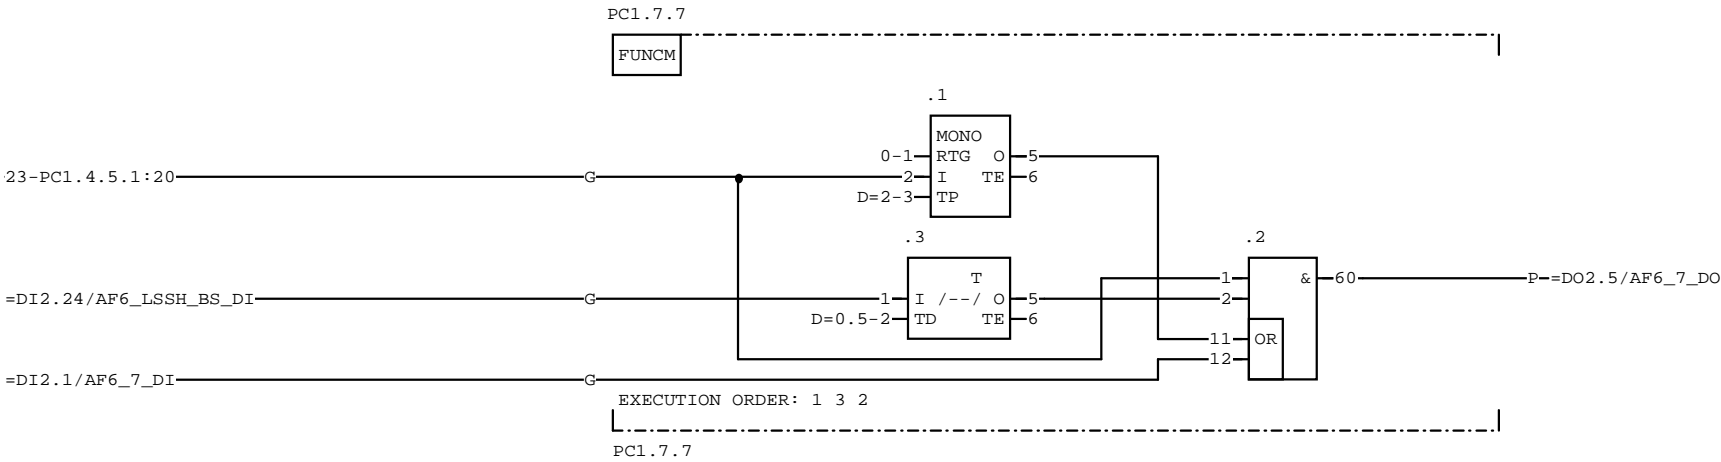 PC1.7.7
FUNCM
.1
MONO
0-1 RTG O 5
23-PC1.4.5.1:20 G 2 I TE 6
D=2-3 TP
.3 .2
T 1 & 60 P =DO2.5/AF6_7_DO
=DI2.24/AF6_LSSH_BS_DI G 1 I /--/ O 5 2
D=0.5-2 TD TE 6
11 OR
12
=DI2.1/AF6_7_DI G
EXECUTION ORDER: 1 3 2
PC1.7.7